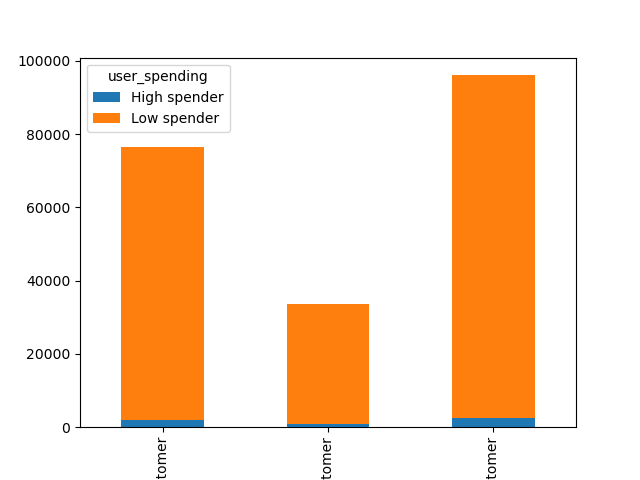 user_spending
High spender
Low spender
100000
80000
60000
40000
20000
0
tomer
tomer
tomer